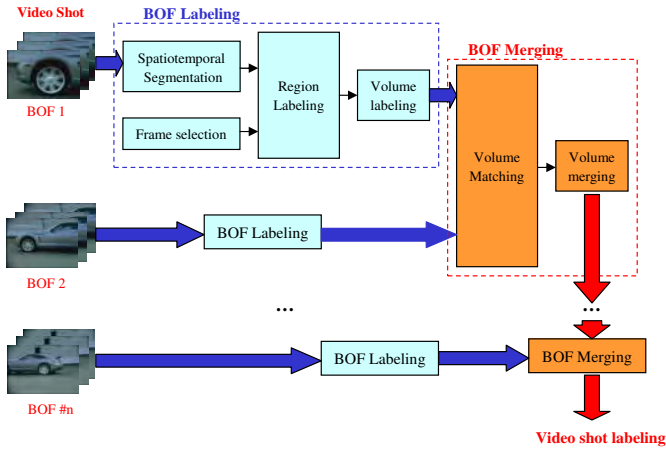 Video Shot
BOF Labeling
BOF Merging
Spatiotemporal
Segmentation
Region
Labeling
Volume
labeling
BOF 1
Frame selection
Volume
Matching
Volume
merging
BOF Labeling
BOF 2
...
...
BOF Labeling
BOF Merging
BOF #n
Video shot labeling